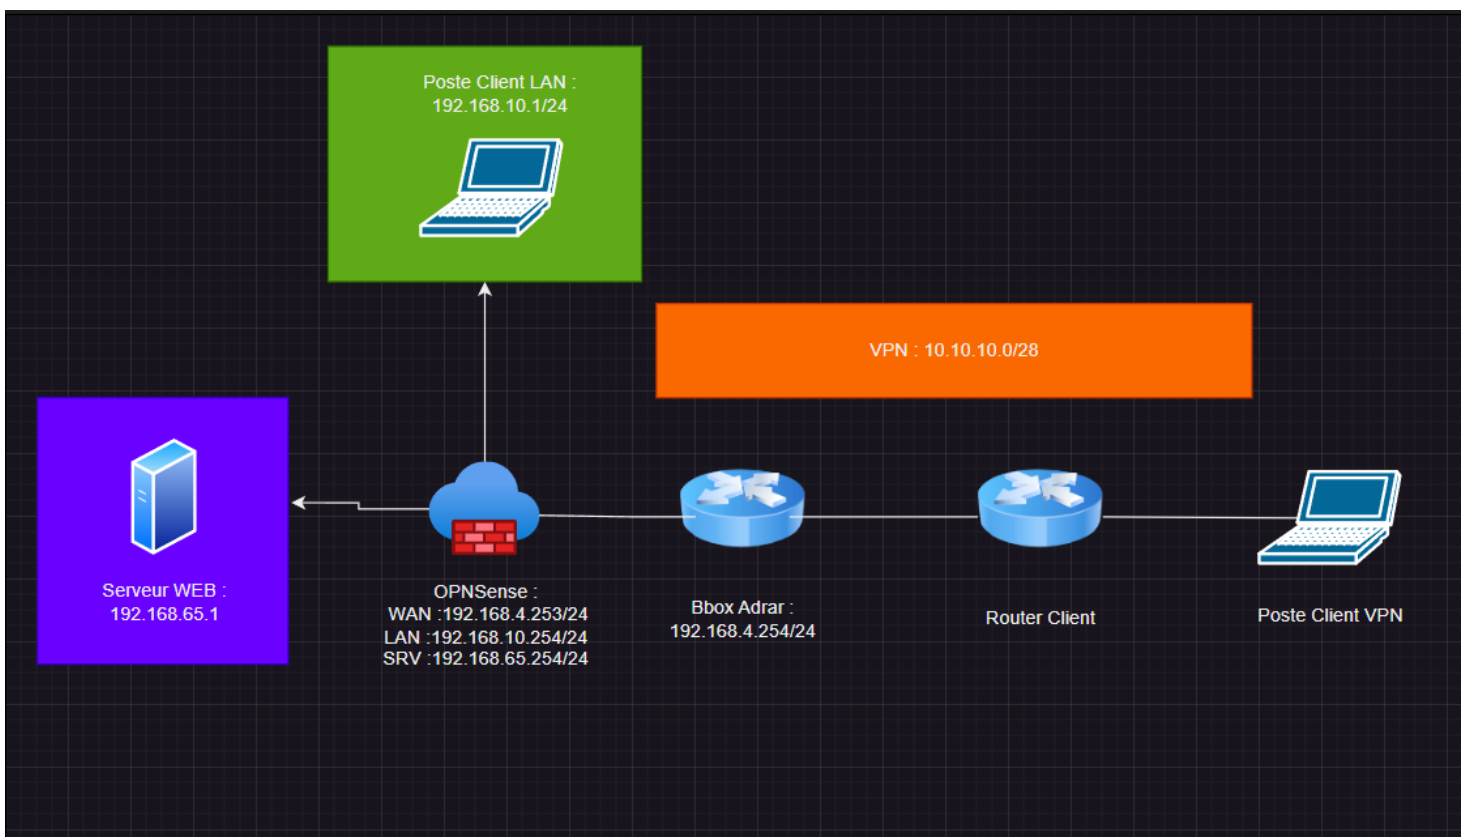 Poste Client LAN :
192.168.10.1/24
VPN : 10.10.10.0/28
Serveur WEB :
192.168.65.1
OPNSense :
WAN :192.168.4.253/24
LAN :192.168.10.254/24
SRV :192.168.65.254/24
Bbox Adrar :
192.168.4.254/24
Router Client
Poste Client VPN